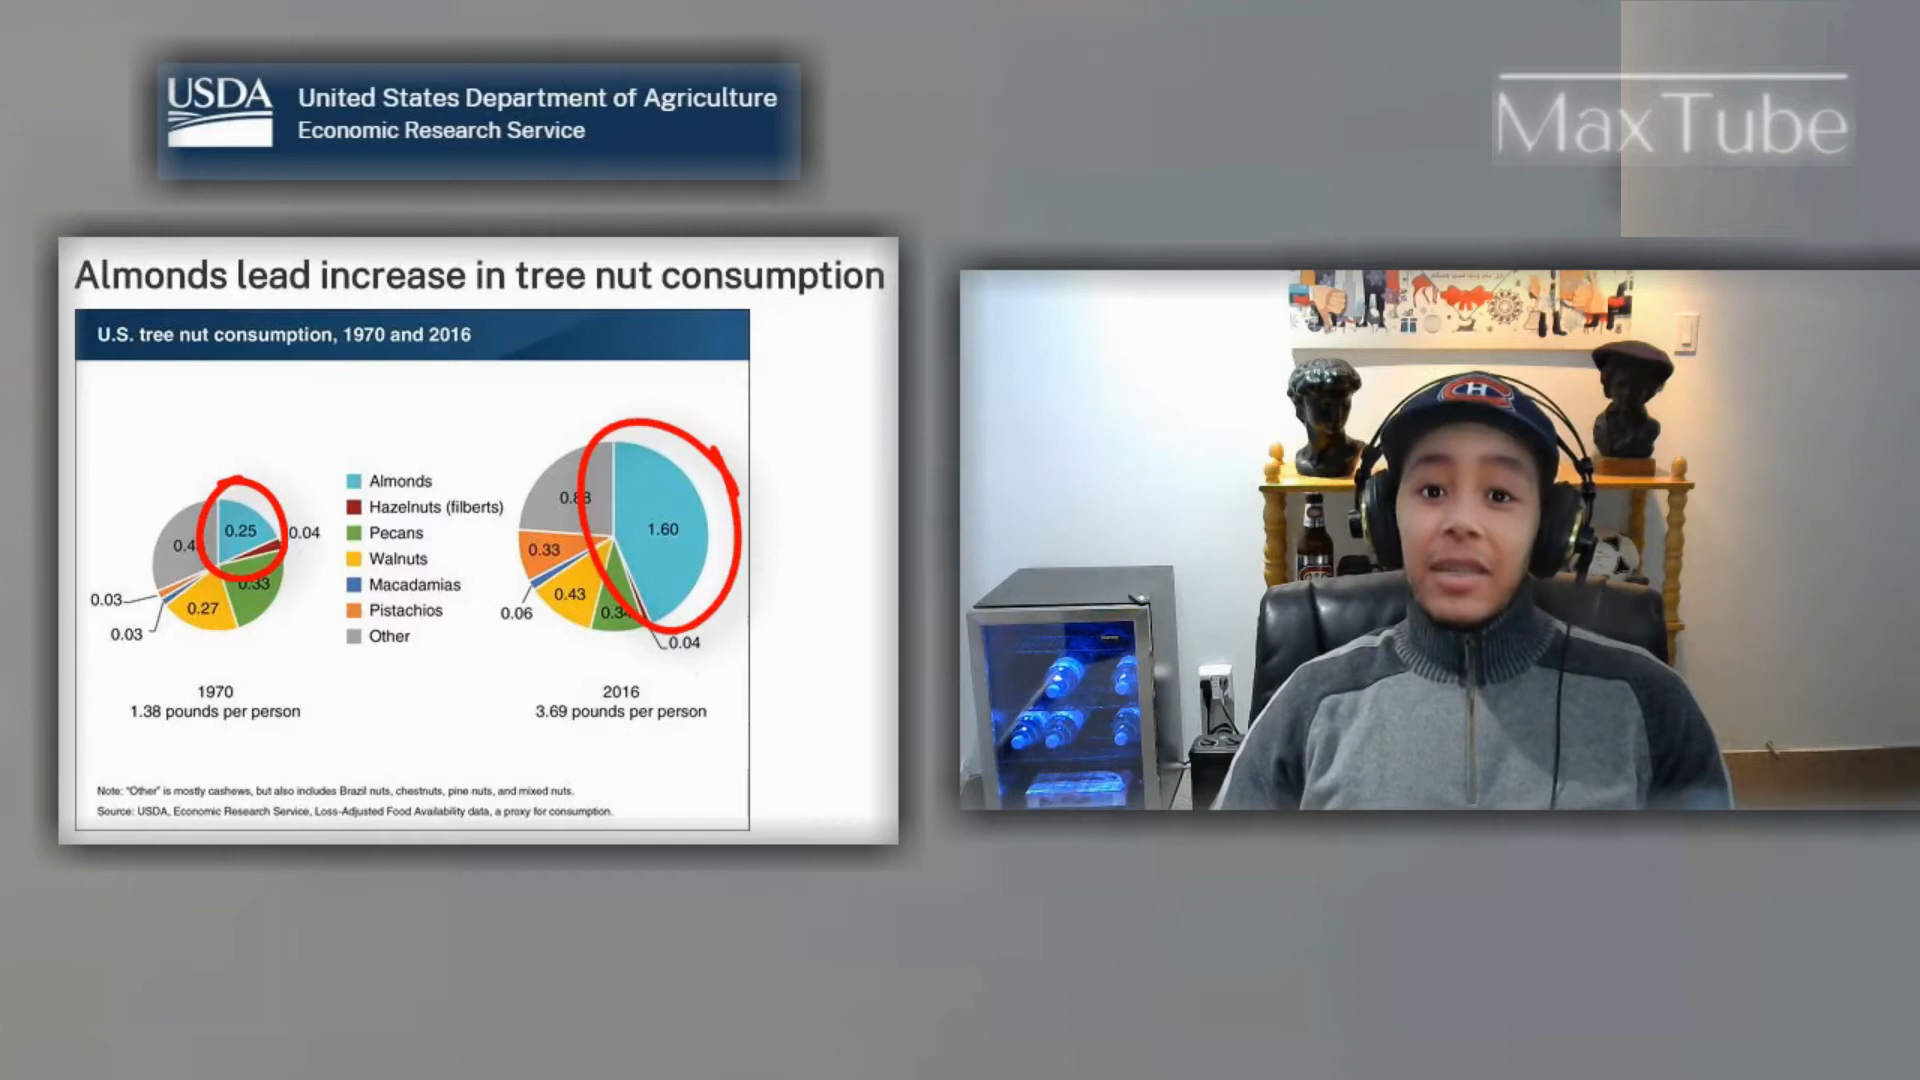 USDA
United States Department of Agriculture
Economic Research Service
MaxTube
Almonds lead increase in tree nut consumption
U.S. tree nut consumption, 1970 and 2016
0.25
0.04
0.33
0.27
0.03
0.03
Almonds
Hazelnuts (filberts)
Pecans
Walnuts
Macadamias
Pistachios
Other
1.60
0.33
0.43
0.06
0.04
1970
1.38 pounds per person
2016
3.69 pounds per person
Note: "Other" is mostly cashews, but also includes Brazil nuts, chestnuts, pine nuts, and mixed nuts.
Source: USDA, Economic Research Service, Loss-Adjusted Food Availability data, a proxy for consumption.
H